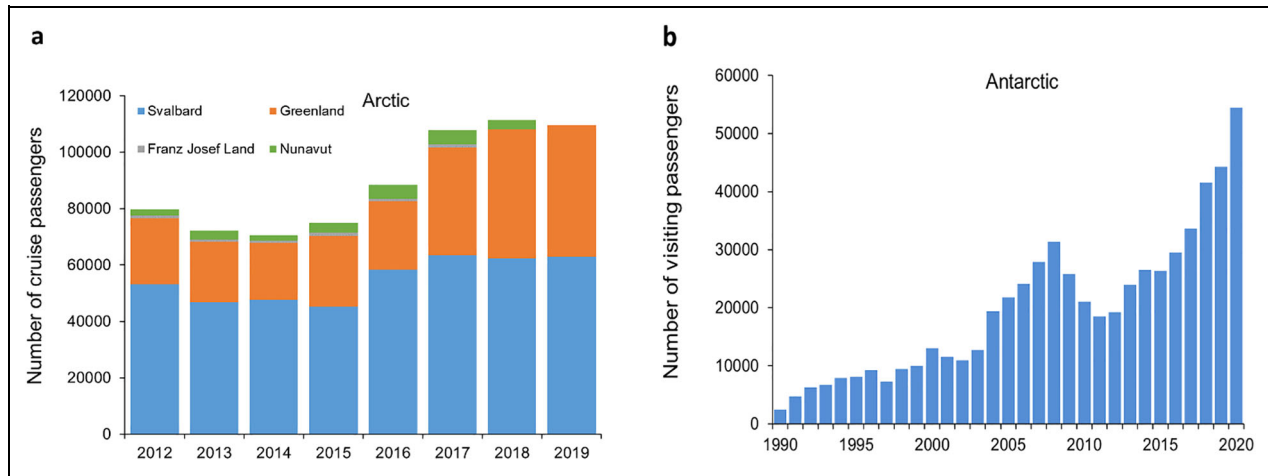 a
Arctic
Number of cruise passengers
120000
100000
80000
60000
40000
20000
0
Svalbard
Greenland
Franz Josef Land
Nunavut
2012 2013 2014 2015 2016 2017 2018 2019
b
Antarctic
Number of visiting passengers
60000
50000
40000
30000
20000
10000
0
1990 1995 2000 2005 2010 2015 2020